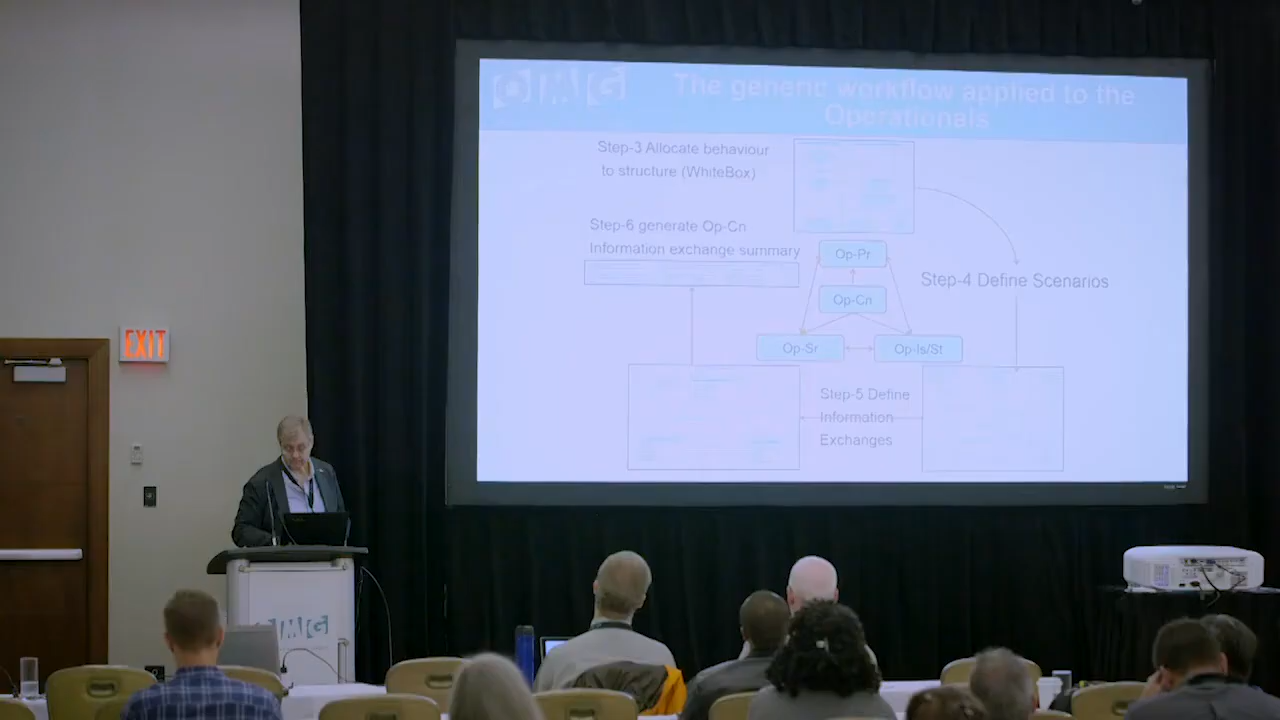 OMG
The generic workflow applied to the
Operationals
Step-3 Allocate behaviour
to structure (WhiteBox)
Step-6 generate Op-Cn
Information exchange summary
Op-Pr
Op-Cn
Step-4 Define Scenarios
Op-Sr
Op-Is/St
Step-5 Define
Information
Exchanges
EXIT
OMG